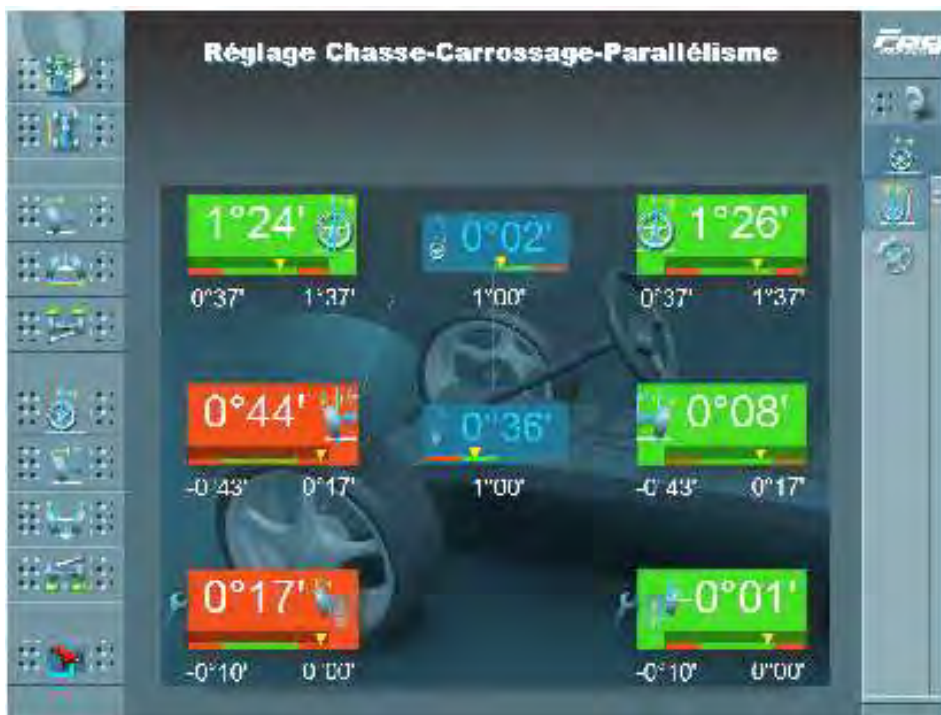 Réglage Chasse-Carrossage-Parallélisme
1°24' 0°02' 1°26'
0°37' 1°37' 1°00' 0°37' 1°37'
0°44' 0°36' 0°08'
-0°43' 0°17' 1°00' -0°43' 0°17'
0°17' -0°01'
-0°10' 0°00' -0°10' 0°00'